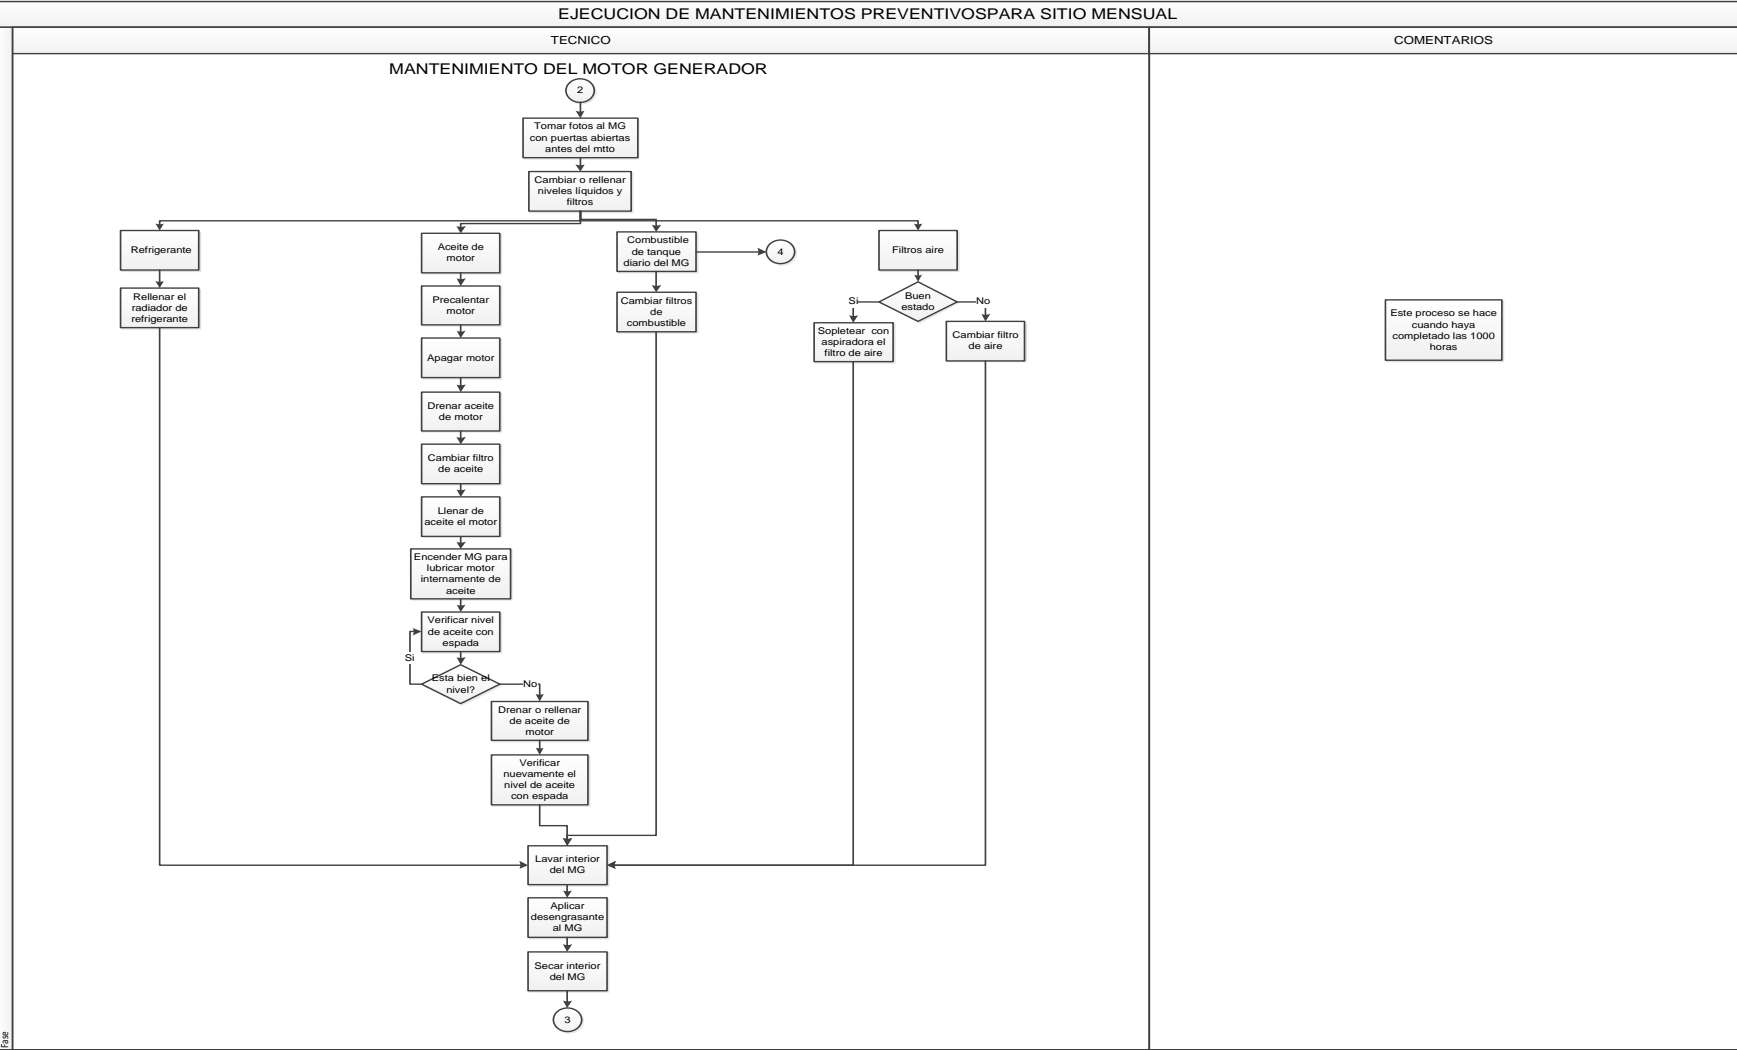 EJECUCION DE MANTENIMIENTOS PREVENTIVOSPARA SITIO MENSUAL
TECNICO
COMENTARIOS
MANTENIMIENTO DEL MOTOR GENERADOR
2
Tomar fotos al MG
con puertas abiertas
antes del mtto
Cambiar o rellenar
niveles líquidos y
filtros
Refrigerante
Rellenar el
radiador de
refrigerante
Aceite de
motor
Precalentar
motor
Apagar motor
Drenar aceite
de motor
Cambiar filtro
de aceite
Llenar de
aceite el motor
Encender MG para
lubricar motor
internamente de
aceite
Verificar nivel
de aceite con
espada
Si
Esta bien el
nivel?
No
Drenar o rellenar
de aceite de
motor
Verificar
nuevamente el
nivel de aceite
con espada
Combustible
de tanque
diario del MG
4
Cambiar filtros
de
combustible
Filtros aire
Buen
estado
Si
No
Sopletear con
aspiradora el
filtro de aire
Cambiar filtro
de aire
Este proceso se hace
cuando haya
completado las 1000
horas
Lavar interior
del MG
Aplicar
desengrasante
al MG
Secar interior
del MG
3
Fase